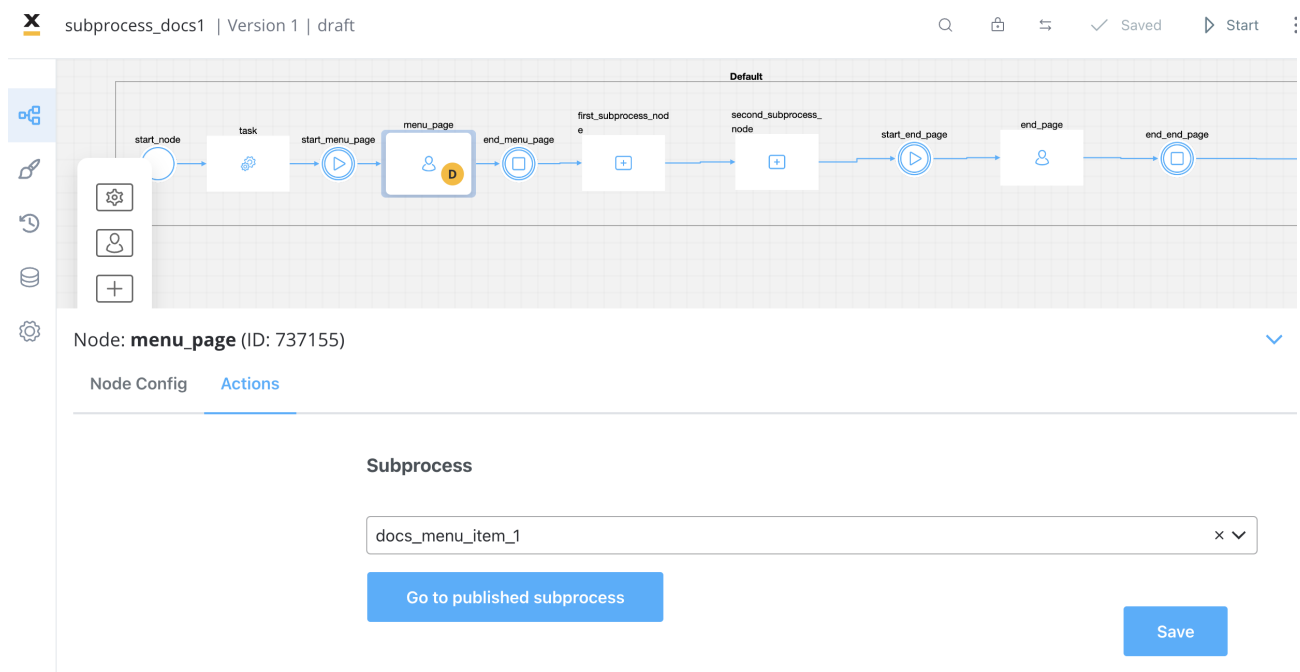 subprocess_docs1 | Version 1 | draft
Saved
Start
Default
start_node
task
start_menu_page
menu_page
D
end_menu_page
first_subprocess_nod
e
second_subprocess_
node
start_end_page
end_page
end_end_page
Node: menu_page (ID: 737155)
Node Config
Actions
Subprocess
docs_menu_item_1
Go to published subprocess
Save